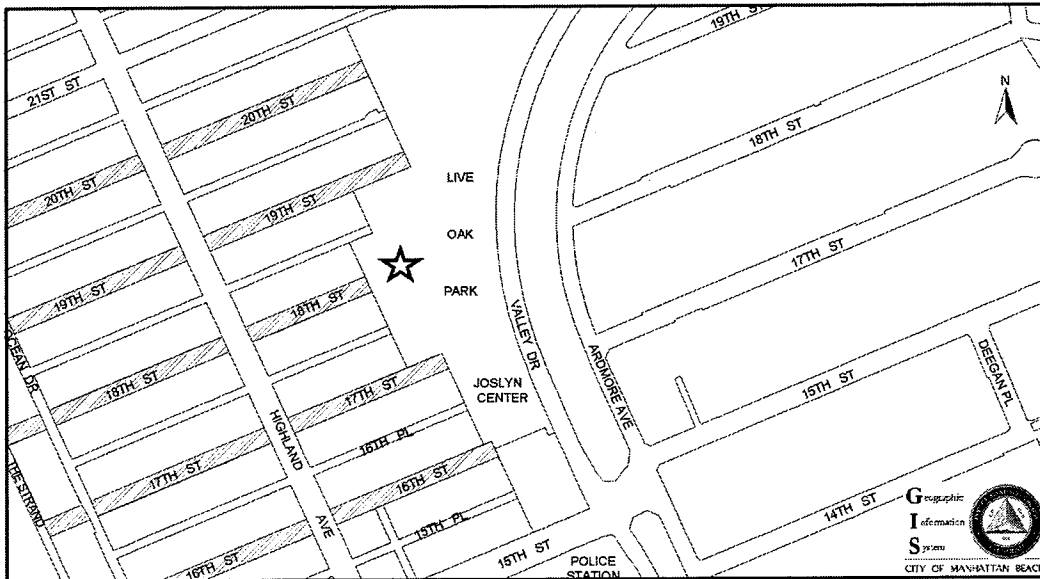 19TH ST
21ST ST
20TH ST
N
18TH ST
LIVE
20TH ST
19TH ST
OAK
17TH ST
PARK
19TH ST
18TH ST
OCEAN DR
VALLEY DR
ARDMORE AVE
DEEGAN PL
18TH ST
JOSLYN
CENTER
17TH ST
15TH ST
HIGHLAND
AVE
16TH PL
THE STRAND
17TH ST
16TH ST
15TH PL
14TH ST
16TH ST
15TH ST
POLICE
STATION
Geographic
Information
System
CITY OF MANHATTAN BEACH